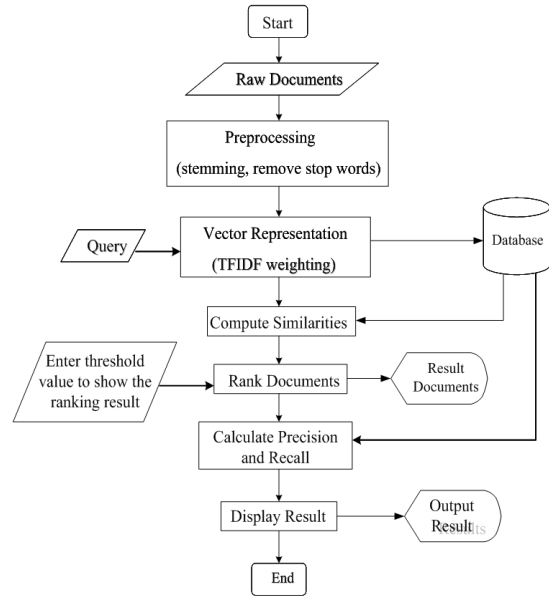 Start
Raw Documents
Preprocessing
(stemming, remove stop words)
Query
Vector Representation
(TFIDF weighting)
Database
Compute Similarities
Enter threshold
value to show the
ranking result
Rank Documents
Result
Documents
Calculate Precision
and Recall
Display Result
Output
Result
Results
End